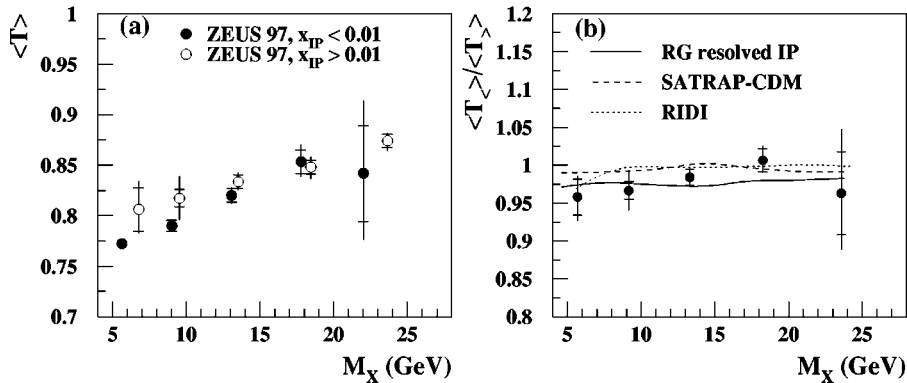 <T>
1
0.95
0.9
0.85
0.8
0.75
0.7
(a)
ZEUS 97, x_IP < 0.01
ZEUS 97, x_IP > 0.01
5 10 15 20 25
M_X (GeV)
<T_<>/<T_>>
1.2
1.15
1.1
1.05
1
0.95
0.9
0.85
0.8
(b)
RG resolved IP
SATRAP-CDM
RIDI
5 10 15 20 25
M_X (GeV)